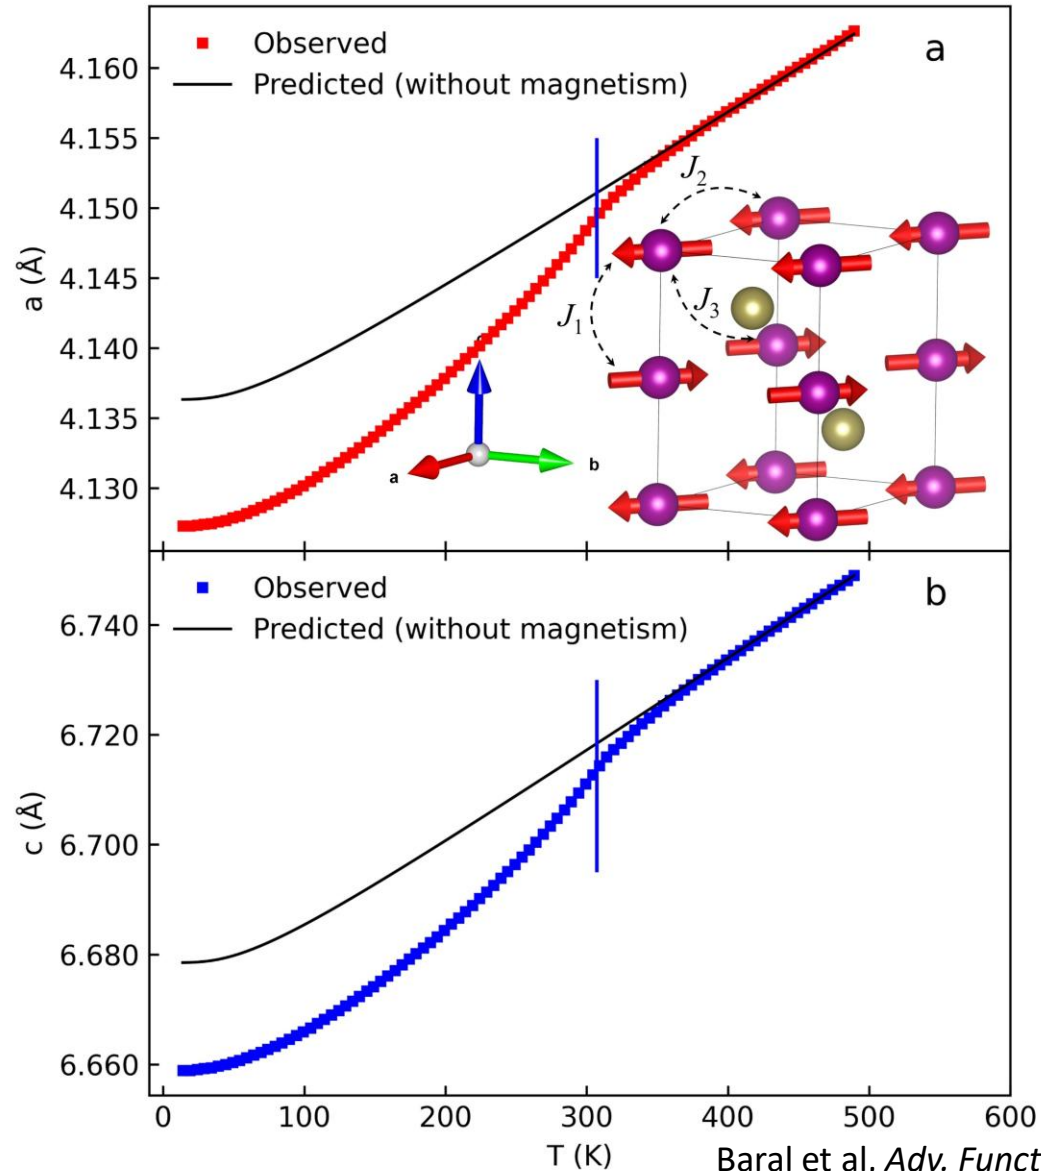 Observed
Predicted (without magnetism)
a
4.160
4.155
4.150
4.145
4.140
4.135
4.130
a (Å)
J2
J1
J3
a
b
Observed
Predicted (without magnetism)
b
6.740
6.720
6.700
6.680
6.660
c (Å)
0 100 200 300 400 500 600
T (K)
Baral et al. Adv. Funct